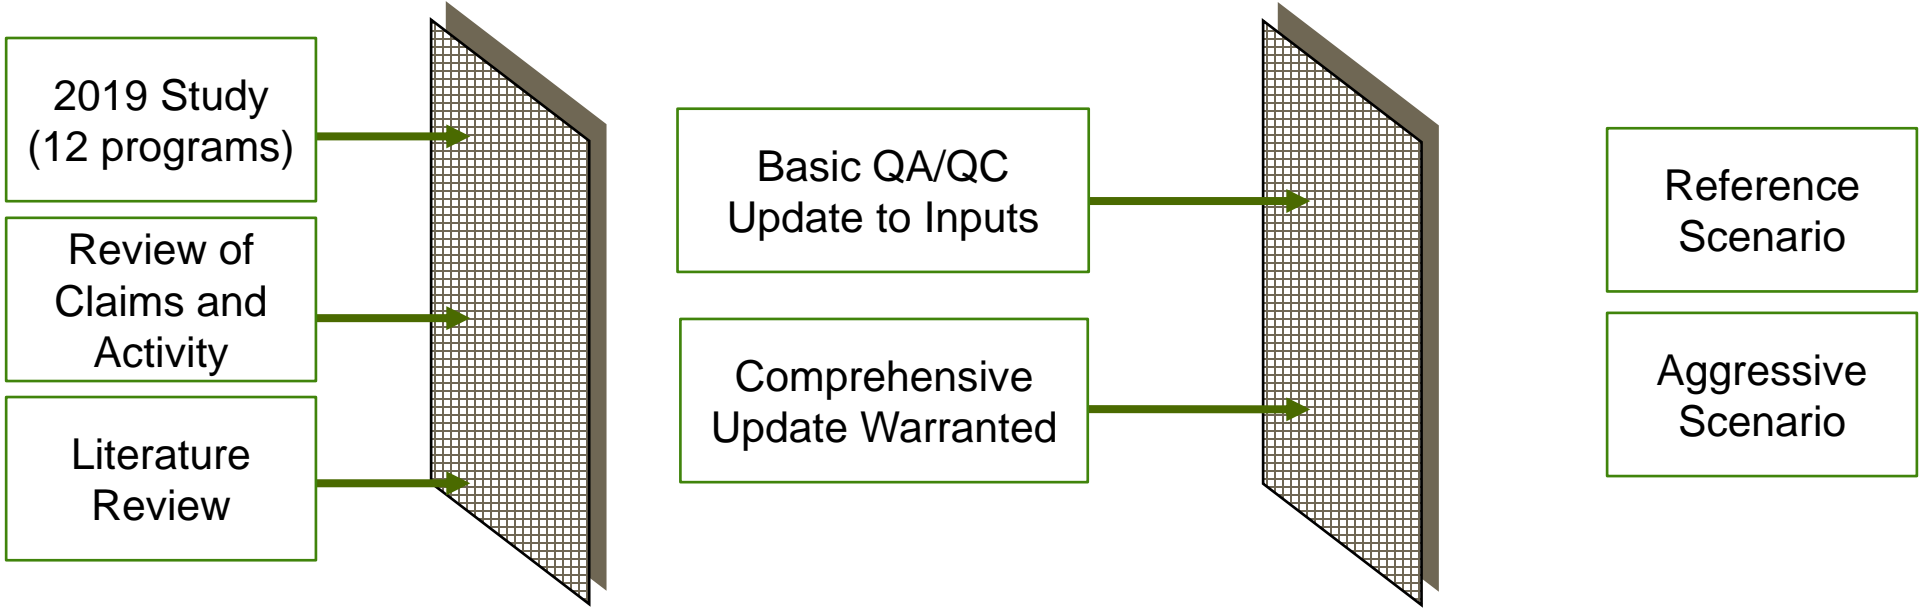 2019 Study
(12 programs)
Review of
Claims and
Activity
Literature
Review
Basic QA/QC
Update to Inputs
Comprehensive
Update Warranted
Reference
Scenario
Aggressive
Scenario